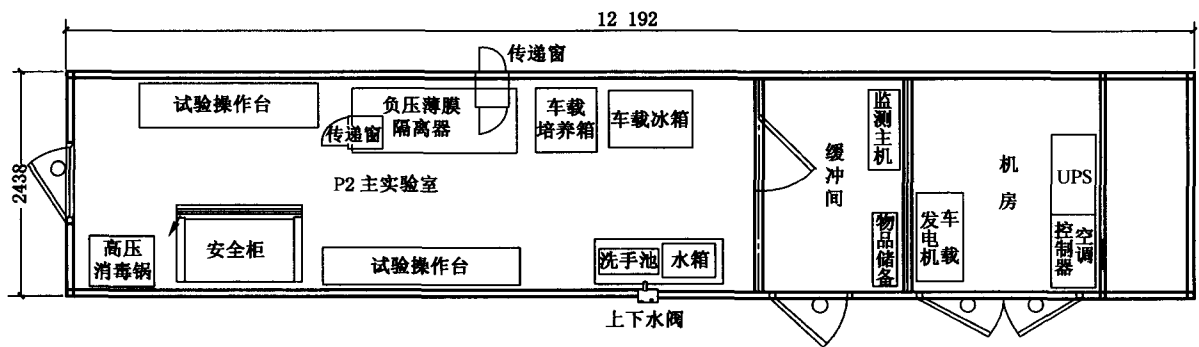 12 192
传递窗
试验操作台
负压薄膜
隔离器
传递窗
车载
培养箱
车载冰箱
监测主机
缓冲间
机房
UPS
2438
P2 主实验室
高压
消毒锅
安全柜
试验操作台
洗手池
水箱
物品储备
车载
发电机
空调
控制器
上下水阀